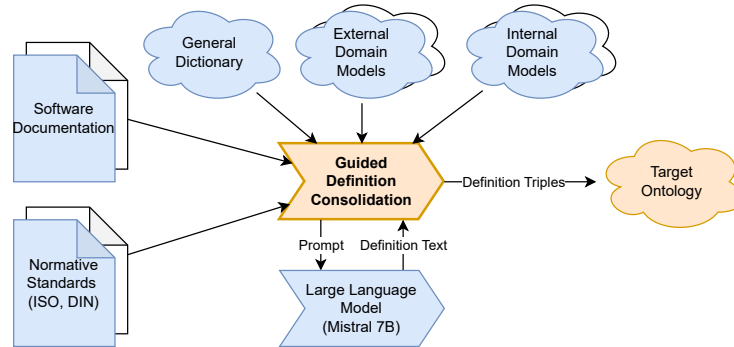 General
Dictionary
External
Domain
Models
Internal
Domain
Models
Software
Documentation
Guided
Definition
Consolidation
Definition Triples
Target
Ontology
Normative
Standards
(ISO, DIN)
Prompt
Definition Text
Large Language
Model
(Mistral 7B)